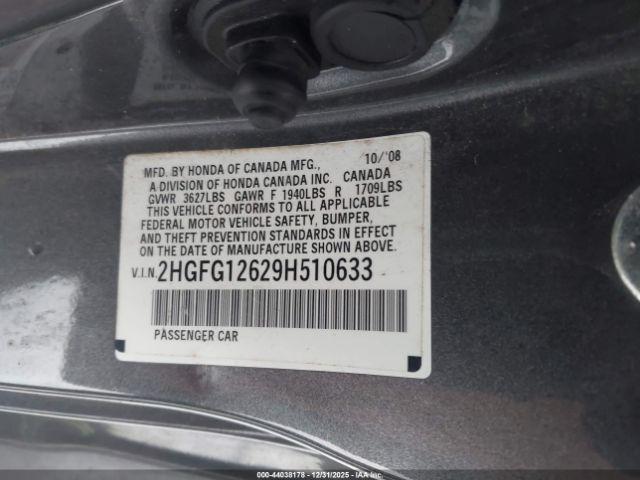 MFD. BY HONDA OF CANADA MFG., 10/'08
A DIVISION OF HONDA CANADA INC. CANADA
GVWR 3627LBS GAWR F 1940LBS R 1709LBS
THIS VEHICLE CONFORMS TO ALL APPLICABLE
FEDERAL MOTOR VEHICLE SAFETY, BUMPER,
AND THEFT PREVENTION STANDARDS IN EFFECT
ON THE DATE OF MANUFACTURE SHOWN ABOVE.
V.I.N. 2HGFG12629H510633
PASSENGER CAR
000-44038178 - 12/31/2025 - IAA Inc.